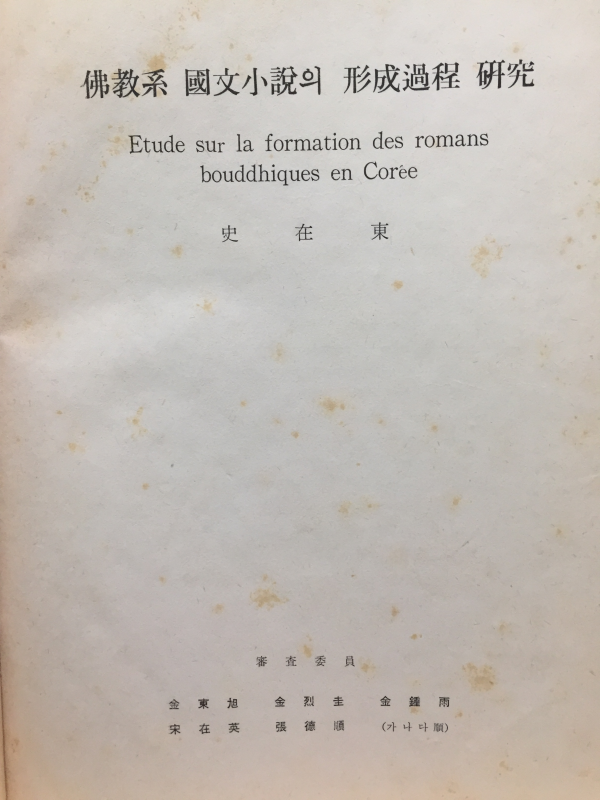 佛教系 國文小說의 形成過程 硏究
Etude sur la formation des romans
bouddhiques en Corée
史 在 東
審 査 委 員
金 東 旭 金 烈 圭 金 鍾 雨
宋 在 英 張 德 順 (가 나 다 順)